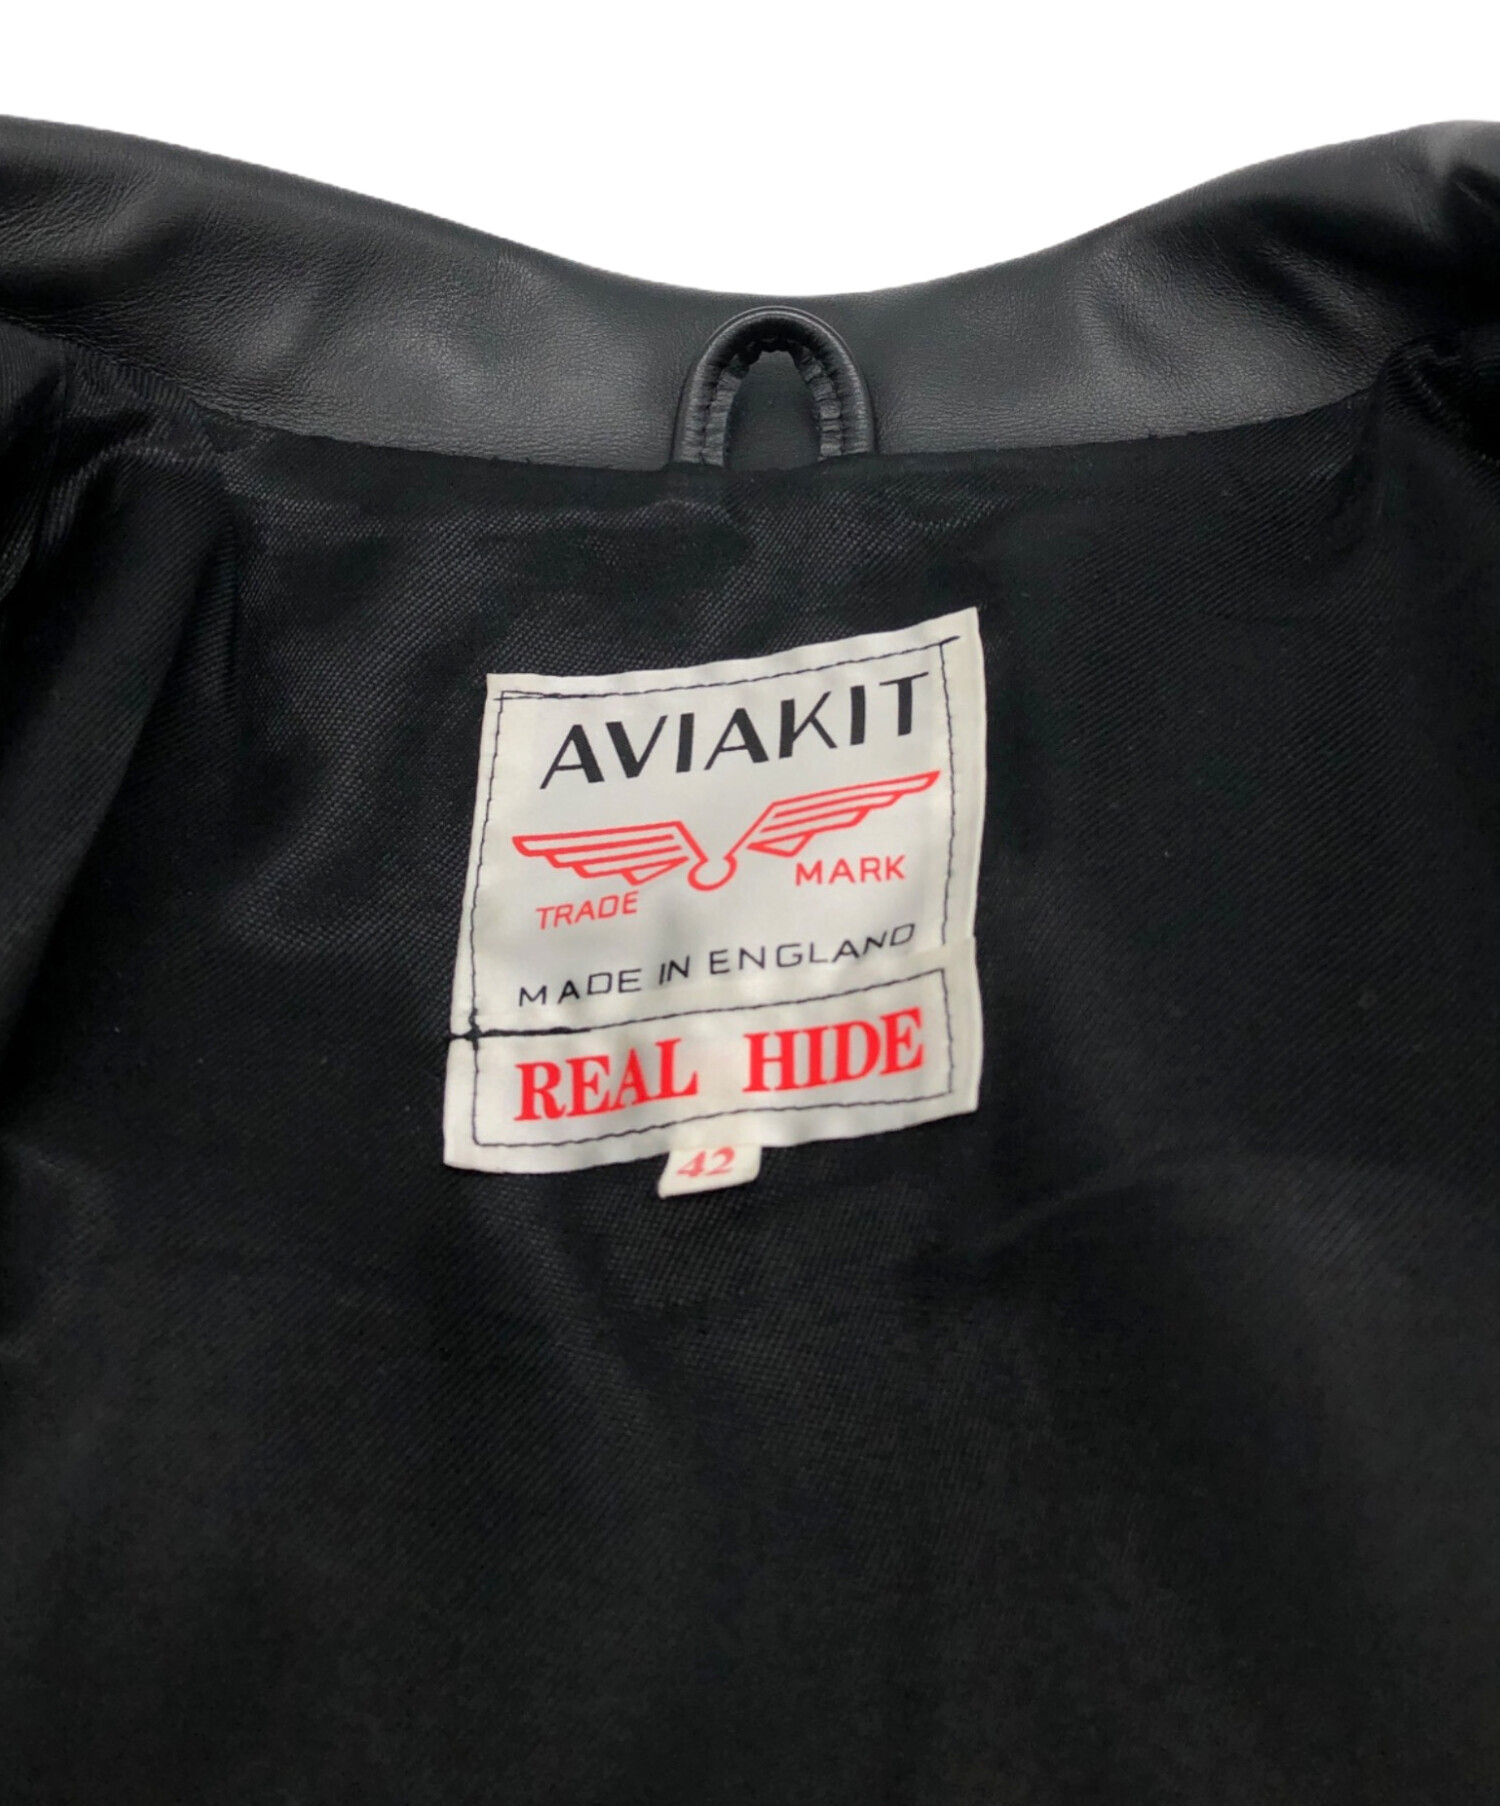 AVIAKIT
TRADE MARK
MADE IN ENGLAND
REAL HIDE
42